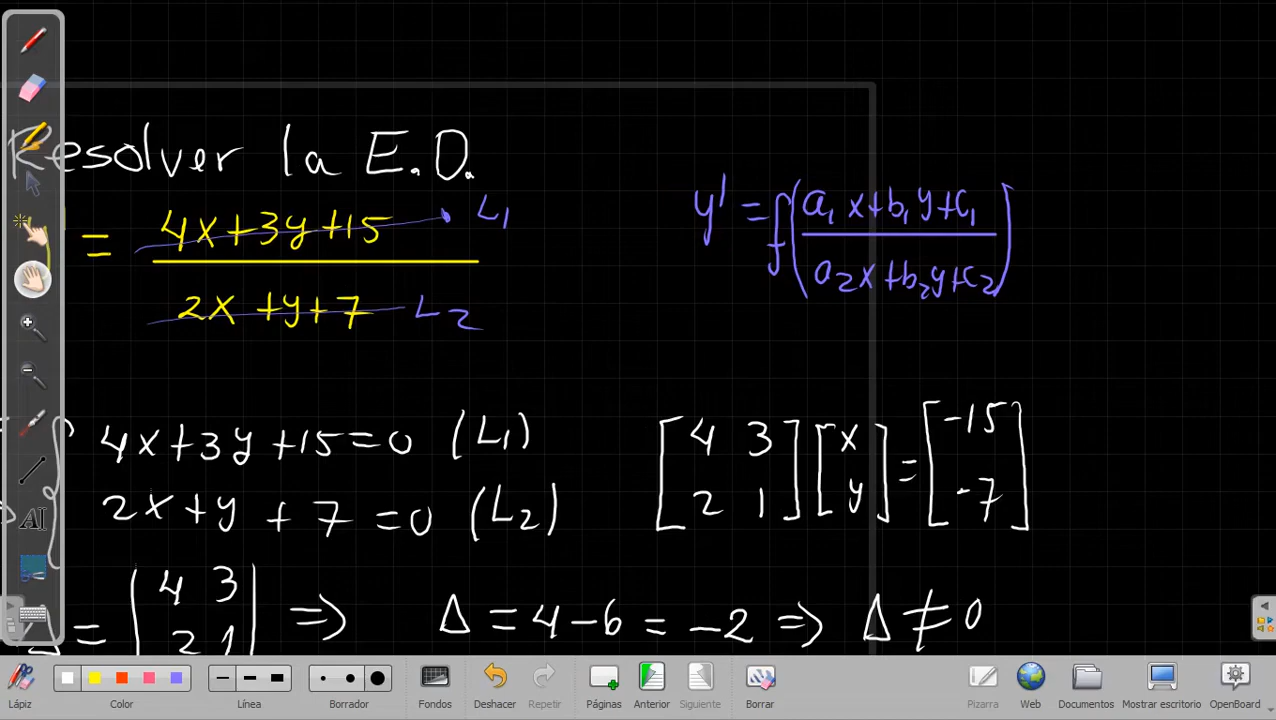 Resolver la E.D.
= 4x+3y+15 L1
2x+y+7 L2
y' = f(a1x+b1y+c1
a2x+b2y+c2)
4x+3y+15=0 (L1)
2x+y+7=0 (L2)
[4 3
2 1] [x
y] = [-15
-7]
Δ = |4 3
2 1| => Δ = 4-6 = -2 => Δ ≠ 0
Lápiz
Color
Línea
Borrador
Fondos
Deshacer
Repetir
Páginas
Anterior
Siguiente
Borrar
Pizarra
Web
Documentos
Mostrar escritorio
OpenBoard